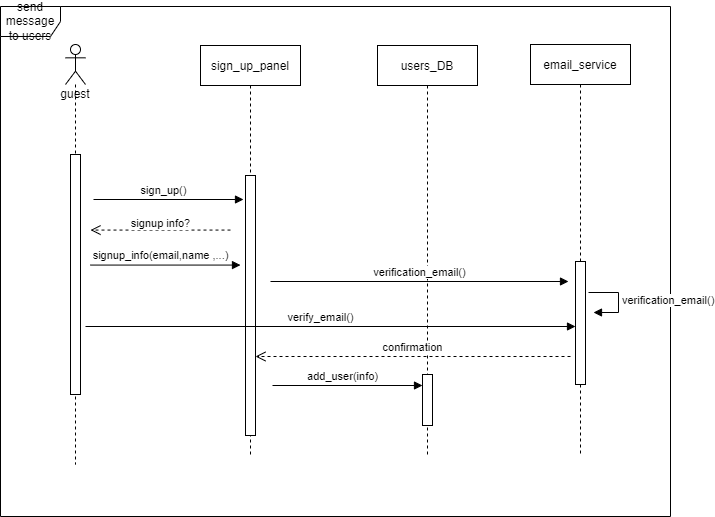 send
message
to users
guest
sign_up_panel
users_DB
email_service
sign_up()
signup info?
signup_info(email,name ,...)
verification_email()
verification_email()
verify_email()
confirmation
add_user(info)